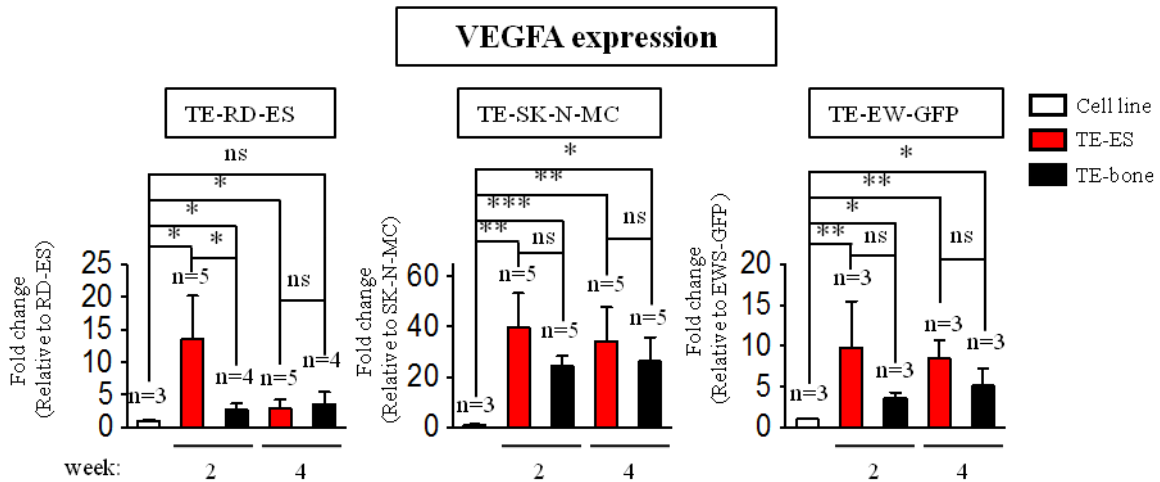 VEGFA expression
TE-RD-ES
TE-SK-N-MC
TE-EW-GFP
Cell line
TE-ES
TE-bone
Fold change
(Relative to RD-ES)
25
20
15
10
5
0
ns
*
*
* *
ns
n=3
n=5
n=4
n=5
n=4
Fold change
(Relative to SK-N-MC)
60
40
20
0
*
**
***
** ns
ns
n=3
n=5
n=5
n=5
n=5
Fold change
(Relative to EWS-GFP)
20
15
10
5
0
*
**
*
** ns
ns
n=3
n=3
n=3
n=3
n=3
week: 2 4
2 4
2 4